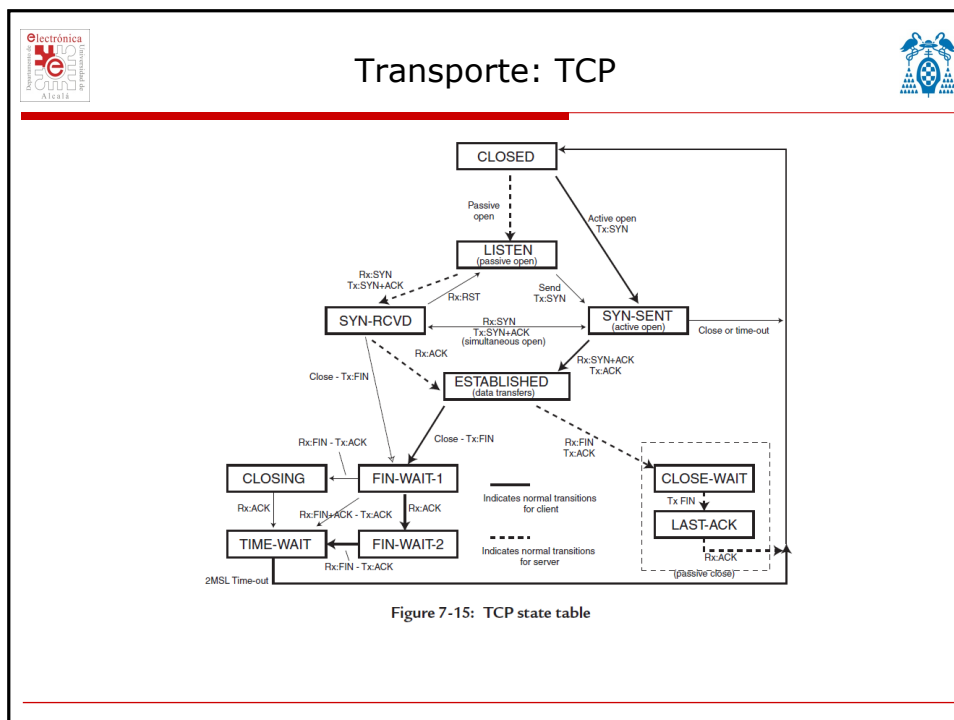 electrónica
Departamento de
Universidad de
Alcalá
Transporte: TCP
CLOSED
Passive
open
Active open
Tx:SYN
LISTEN
(passive open)
Rx:SYN
Tx:SYN+ACK
Rx:RST
Send
Tx:SYN
SYN-RCVD
Rx:SYN
Tx:SYN+ACK
(simultaneous open)
SYN-SENT
(active open)
Close or time-out
Rx:ACK
Rx:SYN+ACK
Tx:ACK
Close - Tx:FIN
ESTABLISHED
(data transfers)
Rx:FIN - Tx:ACK
Close - Tx:FIN
Rx:FIN
Tx:ACK
CLOSING
FIN-WAIT-1
CLOSE-WAIT
Indicates normal transitions
for client
Tx FIN
Rx:ACK
Rx:FIN+ACK - Tx:ACK
Rx:ACK
LAST-ACK
TIME-WAIT
FIN-WAIT-2
Indicates normal transitions
for server
Rx:ACK
Rx:FIN - Tx:ACK
(passive close)
2MSL Time-out
Figure 7-15: TCP state table